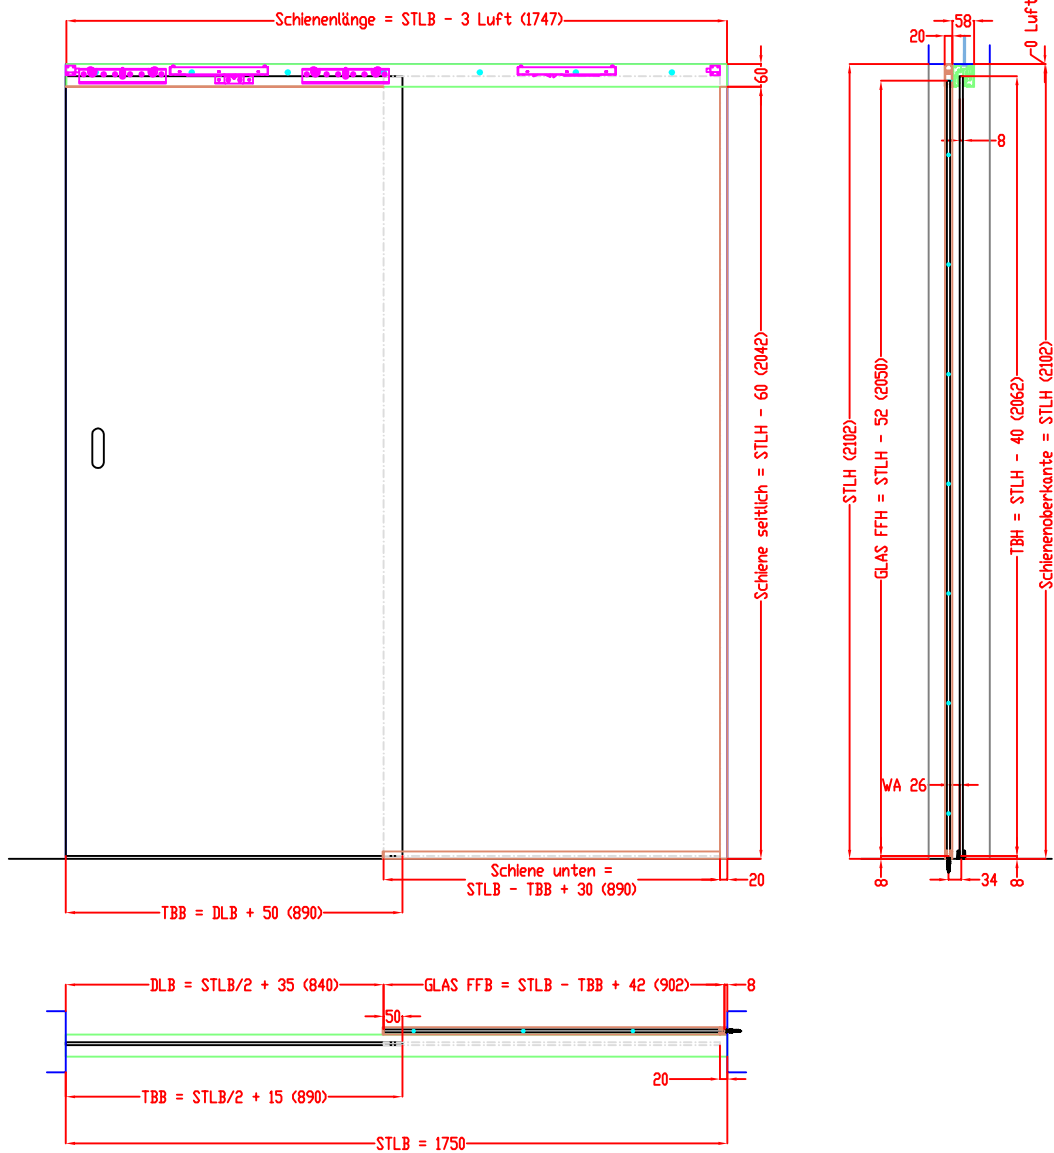 Schienenlänge = STLB - 3 Luft (1747)
58
20
0 Luft
60
8
Schiene seitlich = STLH - 60 (2042)
STLH (2102)
GLAS FFH = STLH - 52 (2050)
TBH = STLH - 40 (2062)
Schienenoberkante = STLH (2102)
WA 26
Schiene unten =
STLB - TBB + 30 (890)
20
8
34
8
TBB = DLB + 50 (890)
DLB = STLB/2 + 35 (840)
GLAS FFB = STLB - TBB + 42 (902)
8
50
20
TBB = STLB/2 + 15 (890)
STLB = 1750